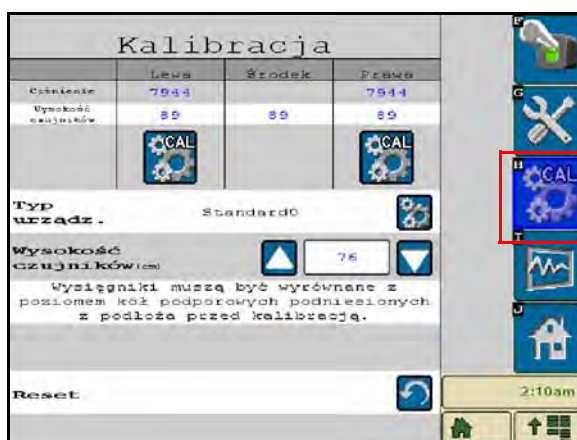 Kalibracja
Lewa Środek Prawa
Ciśnienie 7944 7944
Wysokość czujników 89 89 89
CAL CAL
Typ urządz. Standard0
Wysokość czujników (cm) 76
Wysięgniki muszą być wyrównane z
poziomem kół podporowych podniesionych
z podłoża przed kalibracją.
Reset
F
G
H CAL
I
J
2:10am